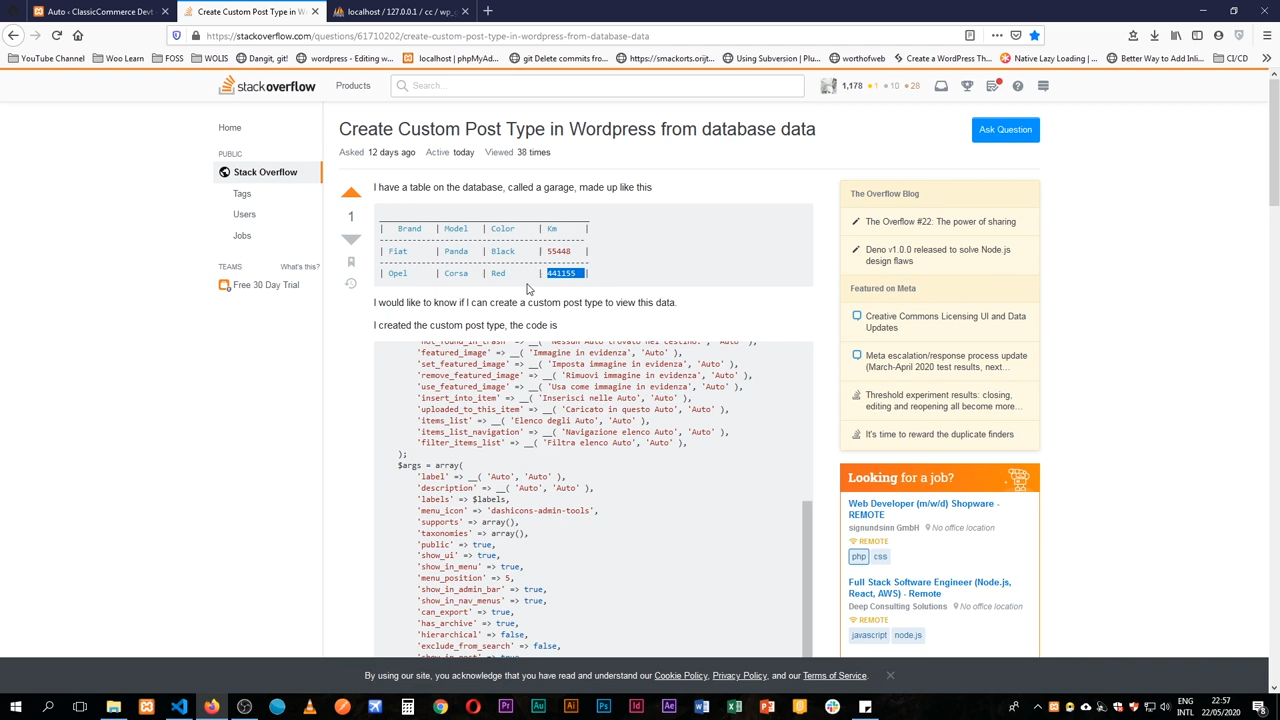 Auto - ClassicCommerce Devt
Create Custom Post Type in W
localhost / 127.0.0.1 / cc / wp_
https://stackoverflow.com/questions/61710202/create-custom-post-type-in-wordpress-from-database-data
YouTube Channel
Woo Learn
FOSS
WOLIS
Dangit, git!
wordpress - Editing w...
localhost | phpMyAd...
git Delete commits fro...
https://smackorts.orijt...
Using Subversion | Plu...
worthofweb
Create a WordPress Th...
Native Lazy Loading | ...
Better Way to Add Inli...
CI/CD
stackoverflow
Products
Search...
1,178
1
10
28
Home
PUBLIC
Stack Overflow
Tags
Users
Jobs
TEAMS
What's this?
Free 30 Day Trial
Create Custom Post Type in Wordpress from database data
Ask Question
Asked 12 days ago Active today Viewed 38 times
1
I have a table on the database, called a garage, made up like this
| Brand | Model | Color | Km
| Fiat | Panda | Black | 55448 |
| Opel | Corsa | Red | 441155 |
I would like to know if I can create a custom post type to view this data.
I created the custom post type, the code is
'featured_image' => __( 'Immagine in evidenza', 'Auto' ),
'set_featured_image' => __( 'Imposta immagine in evidenza', 'Auto' ),
'remove_featured_image' => __( 'Rimuovi immagine in evidenza', 'Auto' ),
'use_featured_image' => __( 'Usa come immagine in evidenza', 'Auto' ),
'insert_into_item' => __( 'Inserisci nelle Auto', 'Auto' ),
'uploaded_to_this_item' => __( 'Caricato in questo Auto', 'Auto' ),
'items_list' => __( 'Elenco degli Auto', 'Auto' ),
'items_list_navigation' => __( 'Navigazione elenco Auto', 'Auto' ),
'filter_items_list' => __( 'Filtra elenco Auto', 'Auto' ),
);
$args = array(
'label' => __( 'Auto', 'Auto' ),
'description' => __( 'Auto', 'Auto' ),
'labels' => $labels,
'menu_icon' => 'dashicons-admin-tools',
'supports' => array(),
'taxonomies' => array(),
'public' => true,
'show_ui' => true,
'show_in_menu' => true,
'menu_position' => 5,
'show_in_admin_bar' => true,
'show_in_nav_menus' => true,
'can_export' => true,
'has_archive' => true,
'hierarchical' => false,
'exclude_from_search' => false,
The Overflow Blog
The Overflow #22: The power of sharing
Deno v1.0.0 released to solve Node.js
design flaws
Featured on Meta
Creative Commons Licensing UI and Data
Updates
Meta escalation/response process update
(March-April 2020 test results, next...
Threshold experiment results: closing,
editing and reopening all become more...
It's time to reward the duplicate finders
Looking for a job?
Web Developer (m/w/d) Shopware -
REMOTE
signundsinn GmbH No office location
REMOTE
php css
Full Stack Software Engineer (Node.js,
React, AWS) - Remote
Deep Consulting Solutions No office location
REMOTE
javascript node.js
By using our site, you acknowledge that you have read and understand our Cookie Policy, Privacy Policy, and our Terms of Service.
ENG
INTL
22:57
22/05/2020